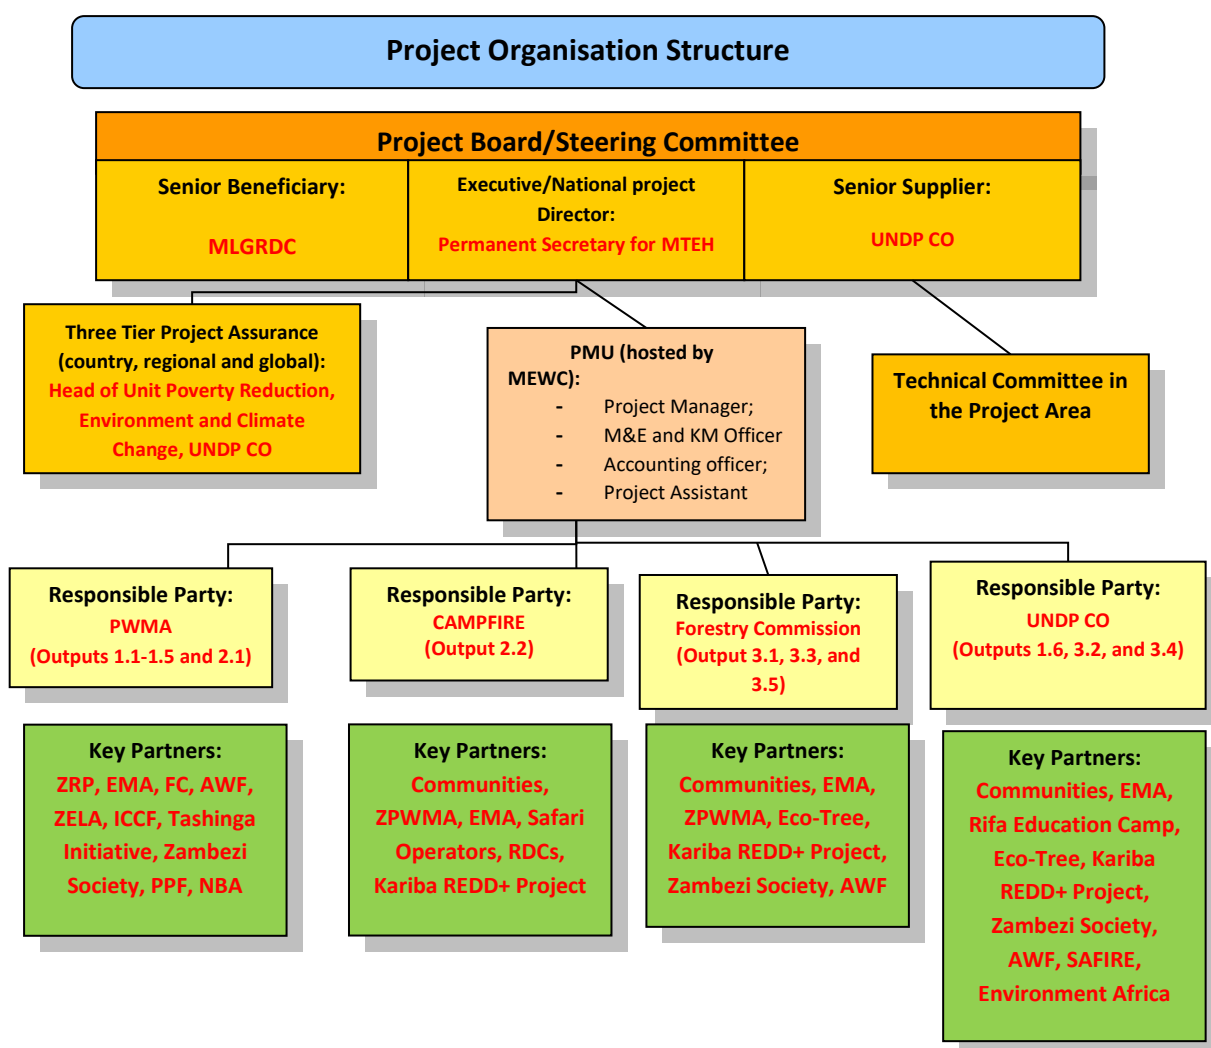 Project Organisation Structure
Project Board/Steering Committee
Senior Beneficiary:
MLGRDC
Executive/National project
Director:
Permanent Secretary for MTEH
Senior Supplier:
UNDP CO
Three Tier Project Assurance
(country, regional and global):
Head of Unit Poverty Reduction,
Environment and Climate
Change, UNDP CO
PMU (hosted by
MEWC):
- Project Manager;
- M&E and KM Officer
- Accounting officer;
- Project Assistant
Technical Committee in
the Project Area
Responsible Party:
PWMA
(Outputs 1.1-1.5 and 2.1)
Responsible Party:
CAMPFIRE
(Output 2.2)
Responsible Party:
Forestry Commission
(Output 3.1, 3.3, and
3.5)
Responsible Party:
UNDP CO
(Outputs 1.6, 3.2, and 3.4)
Key Partners:
ZRP, EMA, FC, AWF,
ZELA, ICCF, Tashinga
Initiative, Zambezi
Society, PPF, NBA
Key Partners:
Communities,
ZPWMA, EMA, Safari
Operators, RDCs,
Kariba REDD+ Project
Key Partners:
Communities, EMA,
ZPWMA, Eco-Tree,
Kariba REDD+ Project,
Zambezi Society, AWF
Key Partners:
Communities, EMA,
Rifa Education Camp,
Eco-Tree, Kariba
REDD+ Project,
Zambezi Society,
AWF, SAFIRE,
Environment Africa